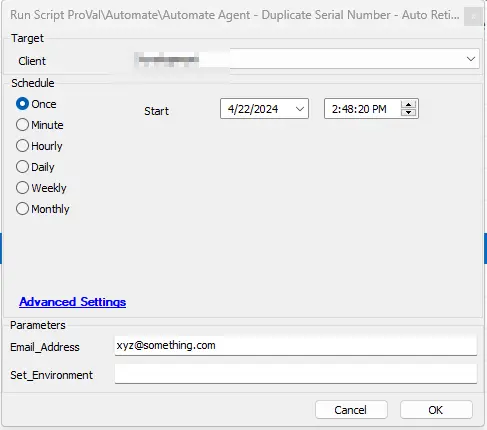 Run Script ProVal\Automate\Automate Agent - Duplicate Serial Number - Auto Reti...
Target
Client
Schedule
Once
Start
4/22/2024
2:48:20 PM
Minute
Hourly
Daily
Weekly
Monthly
Advanced Settings
Parameters
Email_Address
xyz@something.com
Set_Environment
Cancel
OK